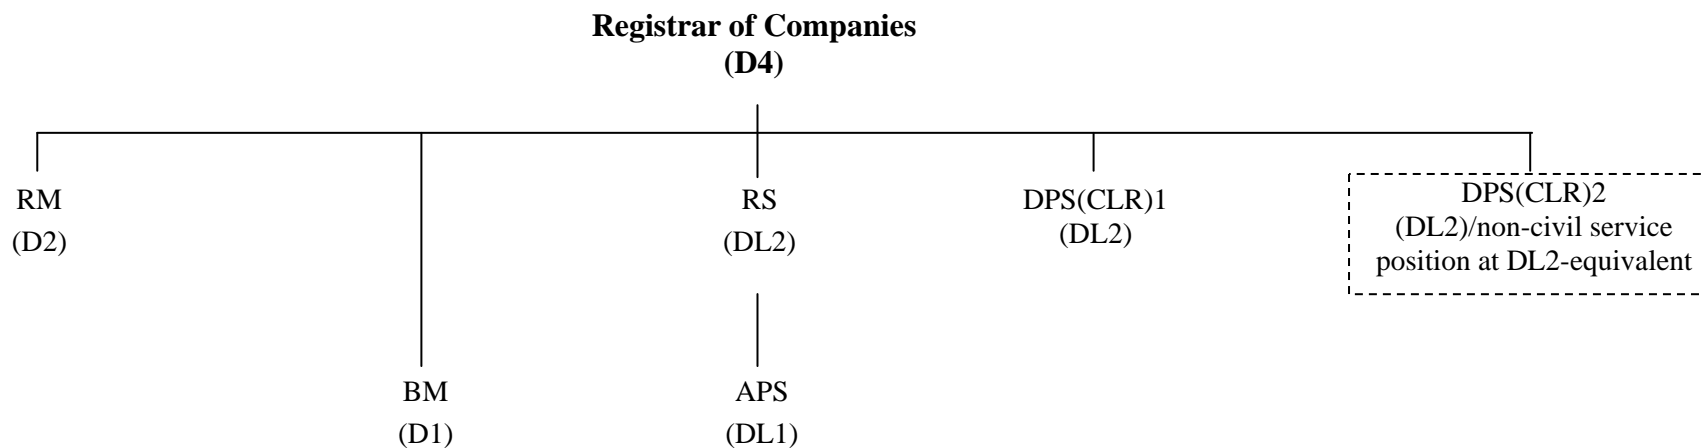 Registrar of Companies
(D4)
RM
(D2)
RS
(DL2)
DPS(CLR)1
(DL2)
DPS(CLR)2
(DL2)/non-civil service
position at DL2-equivalent
BM
(D1)
APS
(DL1)